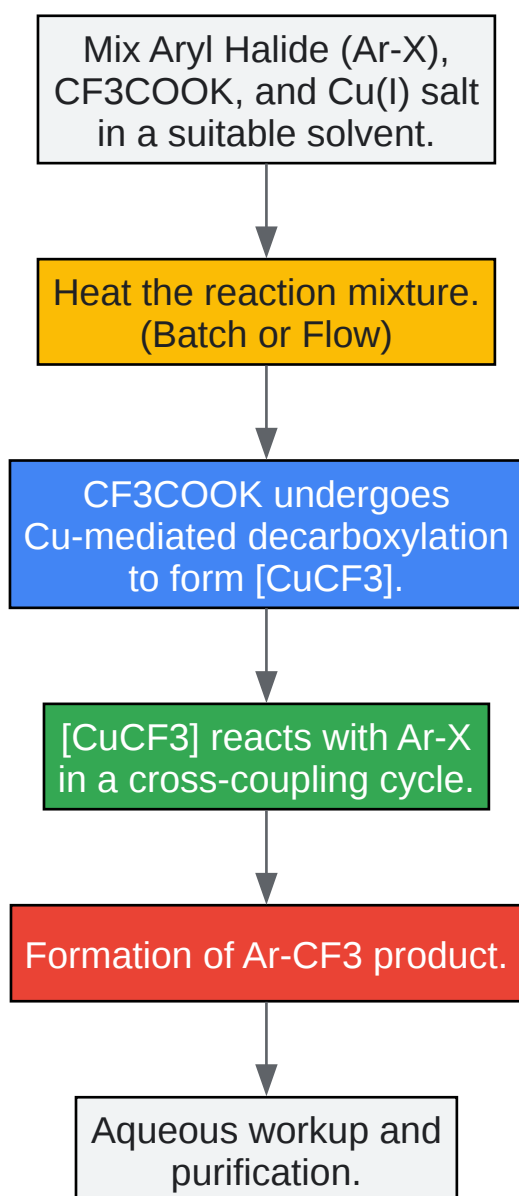 Mix Aryl Halide (Ar-X),
CF3COOK, and Cu(I) salt
in a suitable solvent.
Heat the reaction mixture.
(Batch or Flow)
CF3COOK undergoes
Cu-mediated decarboxylation
to form [CuCF3].
[CuCF3] reacts with Ar-X
in a cross-coupling cycle.
Formation of Ar-CF3 product.
Aqueous workup and
purification.